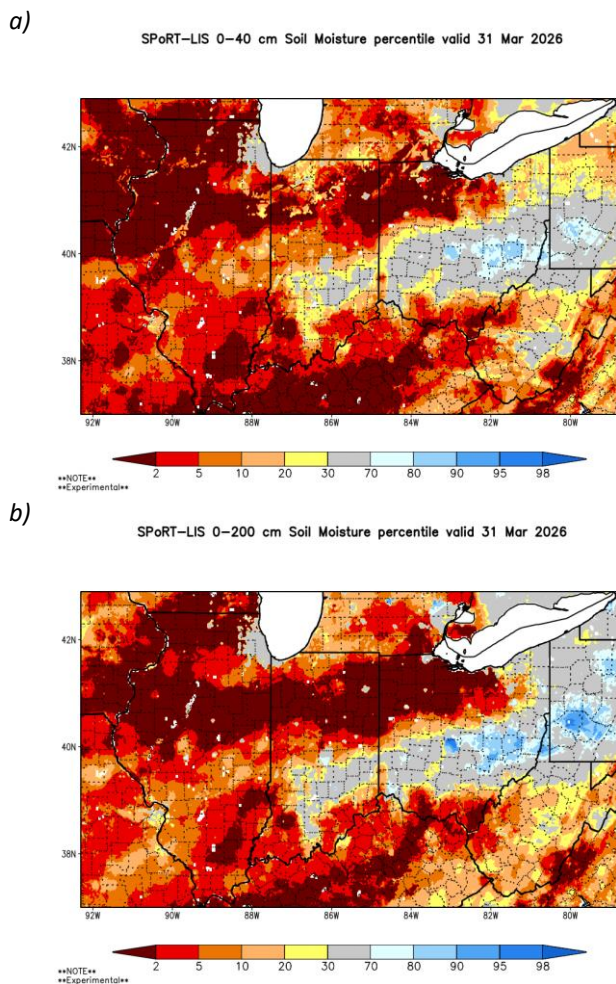 a)
SPoRT-LIS 0-40 cm Soil Moisture percentile valid 31 Mar 2026
42N
40N
38N
92W 90W 88W 86W 84W 82W 80W
2 5 10 20 30 70 80 90 95 98
**NOTE**
**Experimental**
b)
SPoRT-LIS 0-200 cm Soil Moisture percentile valid 31 Mar 2026
42N
40N
38N
92W 90W 88W 86W 84W 82W 80W
2 5 10 20 30 70 80 90 95 98
**NOTE**
**Experimental**